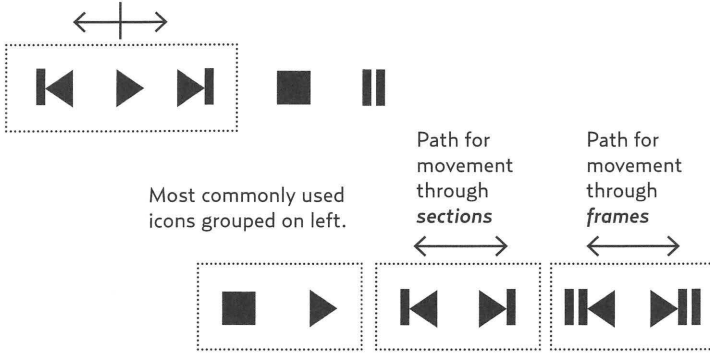 Path for
movement
through
sections
Path for
movement
through
frames
Most commonly used
icons grouped on left.